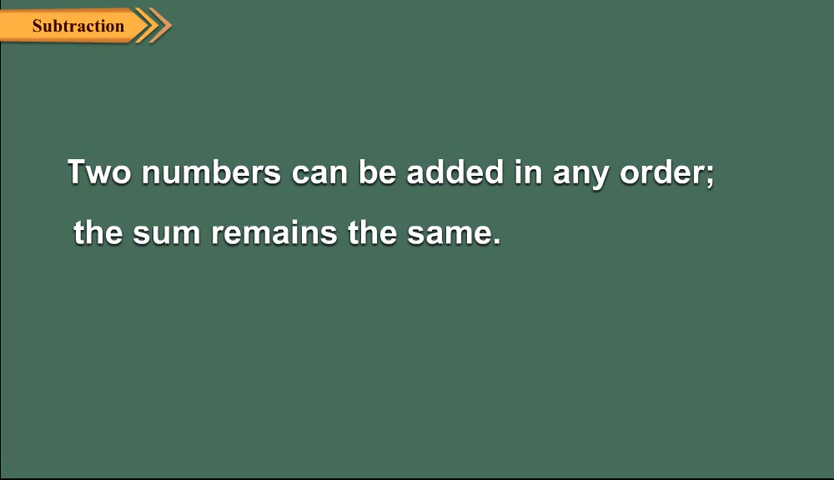 Subtraction
Two numbers can be added in any order;
the sum remains the same.